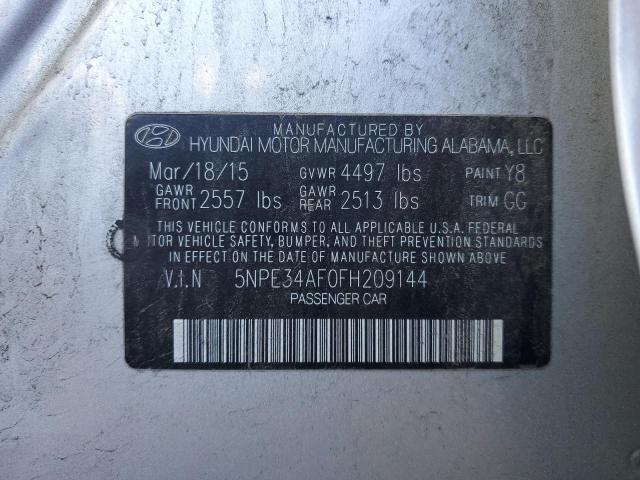 MANUFACTURED BY
HYUNDAI MOTOR MANUFACTURING ALABAMA, LLC
Mar/18/15 GVWR 4497 lbs PAINT Y8
GAWR FRONT 2557 lbs GAWR REAR 2513 lbs TRIM GG
THIS VEHICLE CONFORMS TO ALL APPLICABLE U.S.A. FEDERAL
MOTOR VEHICLE SAFETY, BUMPER, AND THEFT PREVENTION STANDARDS
IN EFFECT ON THE DATE OF MANUFACTURE SHOWN ABOVE
V.I.N 5NPE34AF0FH209144
PASSENGER CAR